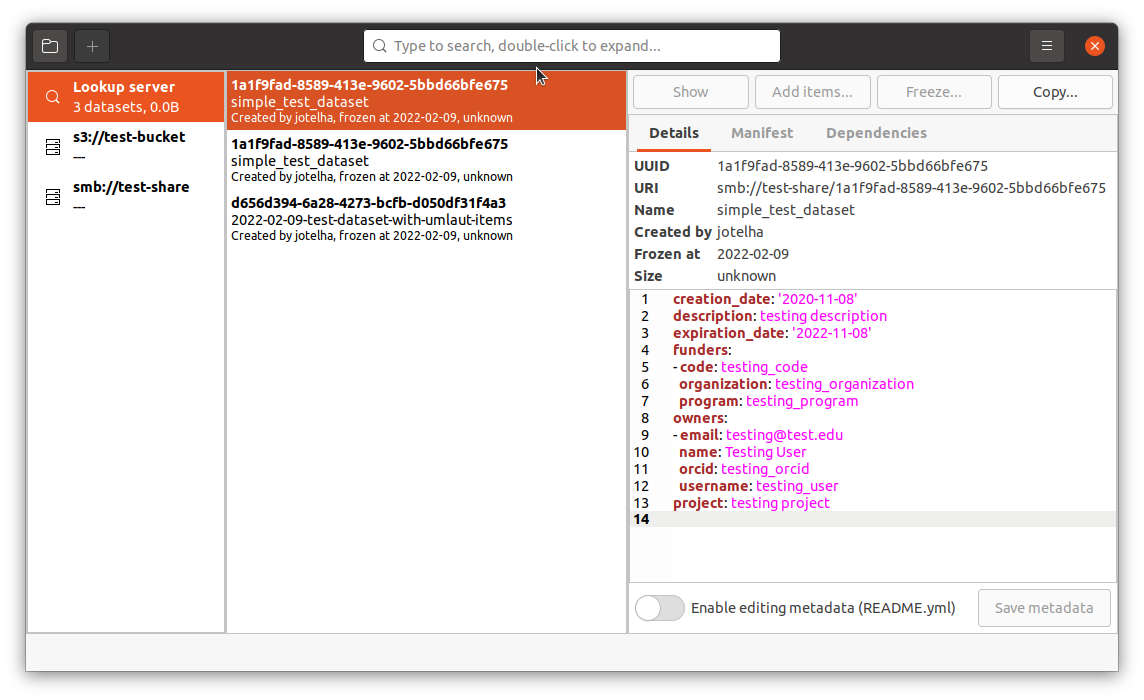 Type to search, double-click to expand...
Lookup server
3 datasets, 0.0B
s3://test-bucket
---
smb://test-share
---
1a1f9fad-8589-413e-9602-5bbd66bfe675
simple_test_dataset
Created by jotelha, frozen at 2022-02-09, unknown
1a1f9fad-8589-413e-9602-5bbd66bfe675
simple_test_dataset
Created by jotelha, frozen at 2022-02-09, unknown
d656d394-6a28-4273-bcfb-d050df31f4a3
2022-02-09-test-dataset-with-umlaut-items
Created by jotelha, frozen at 2022-02-09, unknown
Show Add items... Freeze... Copy...
Details Manifest Dependencies
UUID 1a1f9fad-8589-413e-9602-5bbd66bfe675
URI smb://test-share/1a1f9fad-8589-413e-9602-5bbd66bfe675
Name simple_test_dataset
Created by jotelha
Frozen at 2022-02-09
Size unknown
1 creation_date: '2020-11-08'
2 description: testing description
3 expiration_date: '2022-11-08'
4 funders:
5 - code: testing_code
6 organization: testing_organization
7 program: testing_program
8 owners:
9 - email: testing@test.edu
10 name: Testing User
11 orcid: testing_orcid
12 username: testing_user
13 project: testing project
14
Enable editing metadata (README.yml) Save metadata